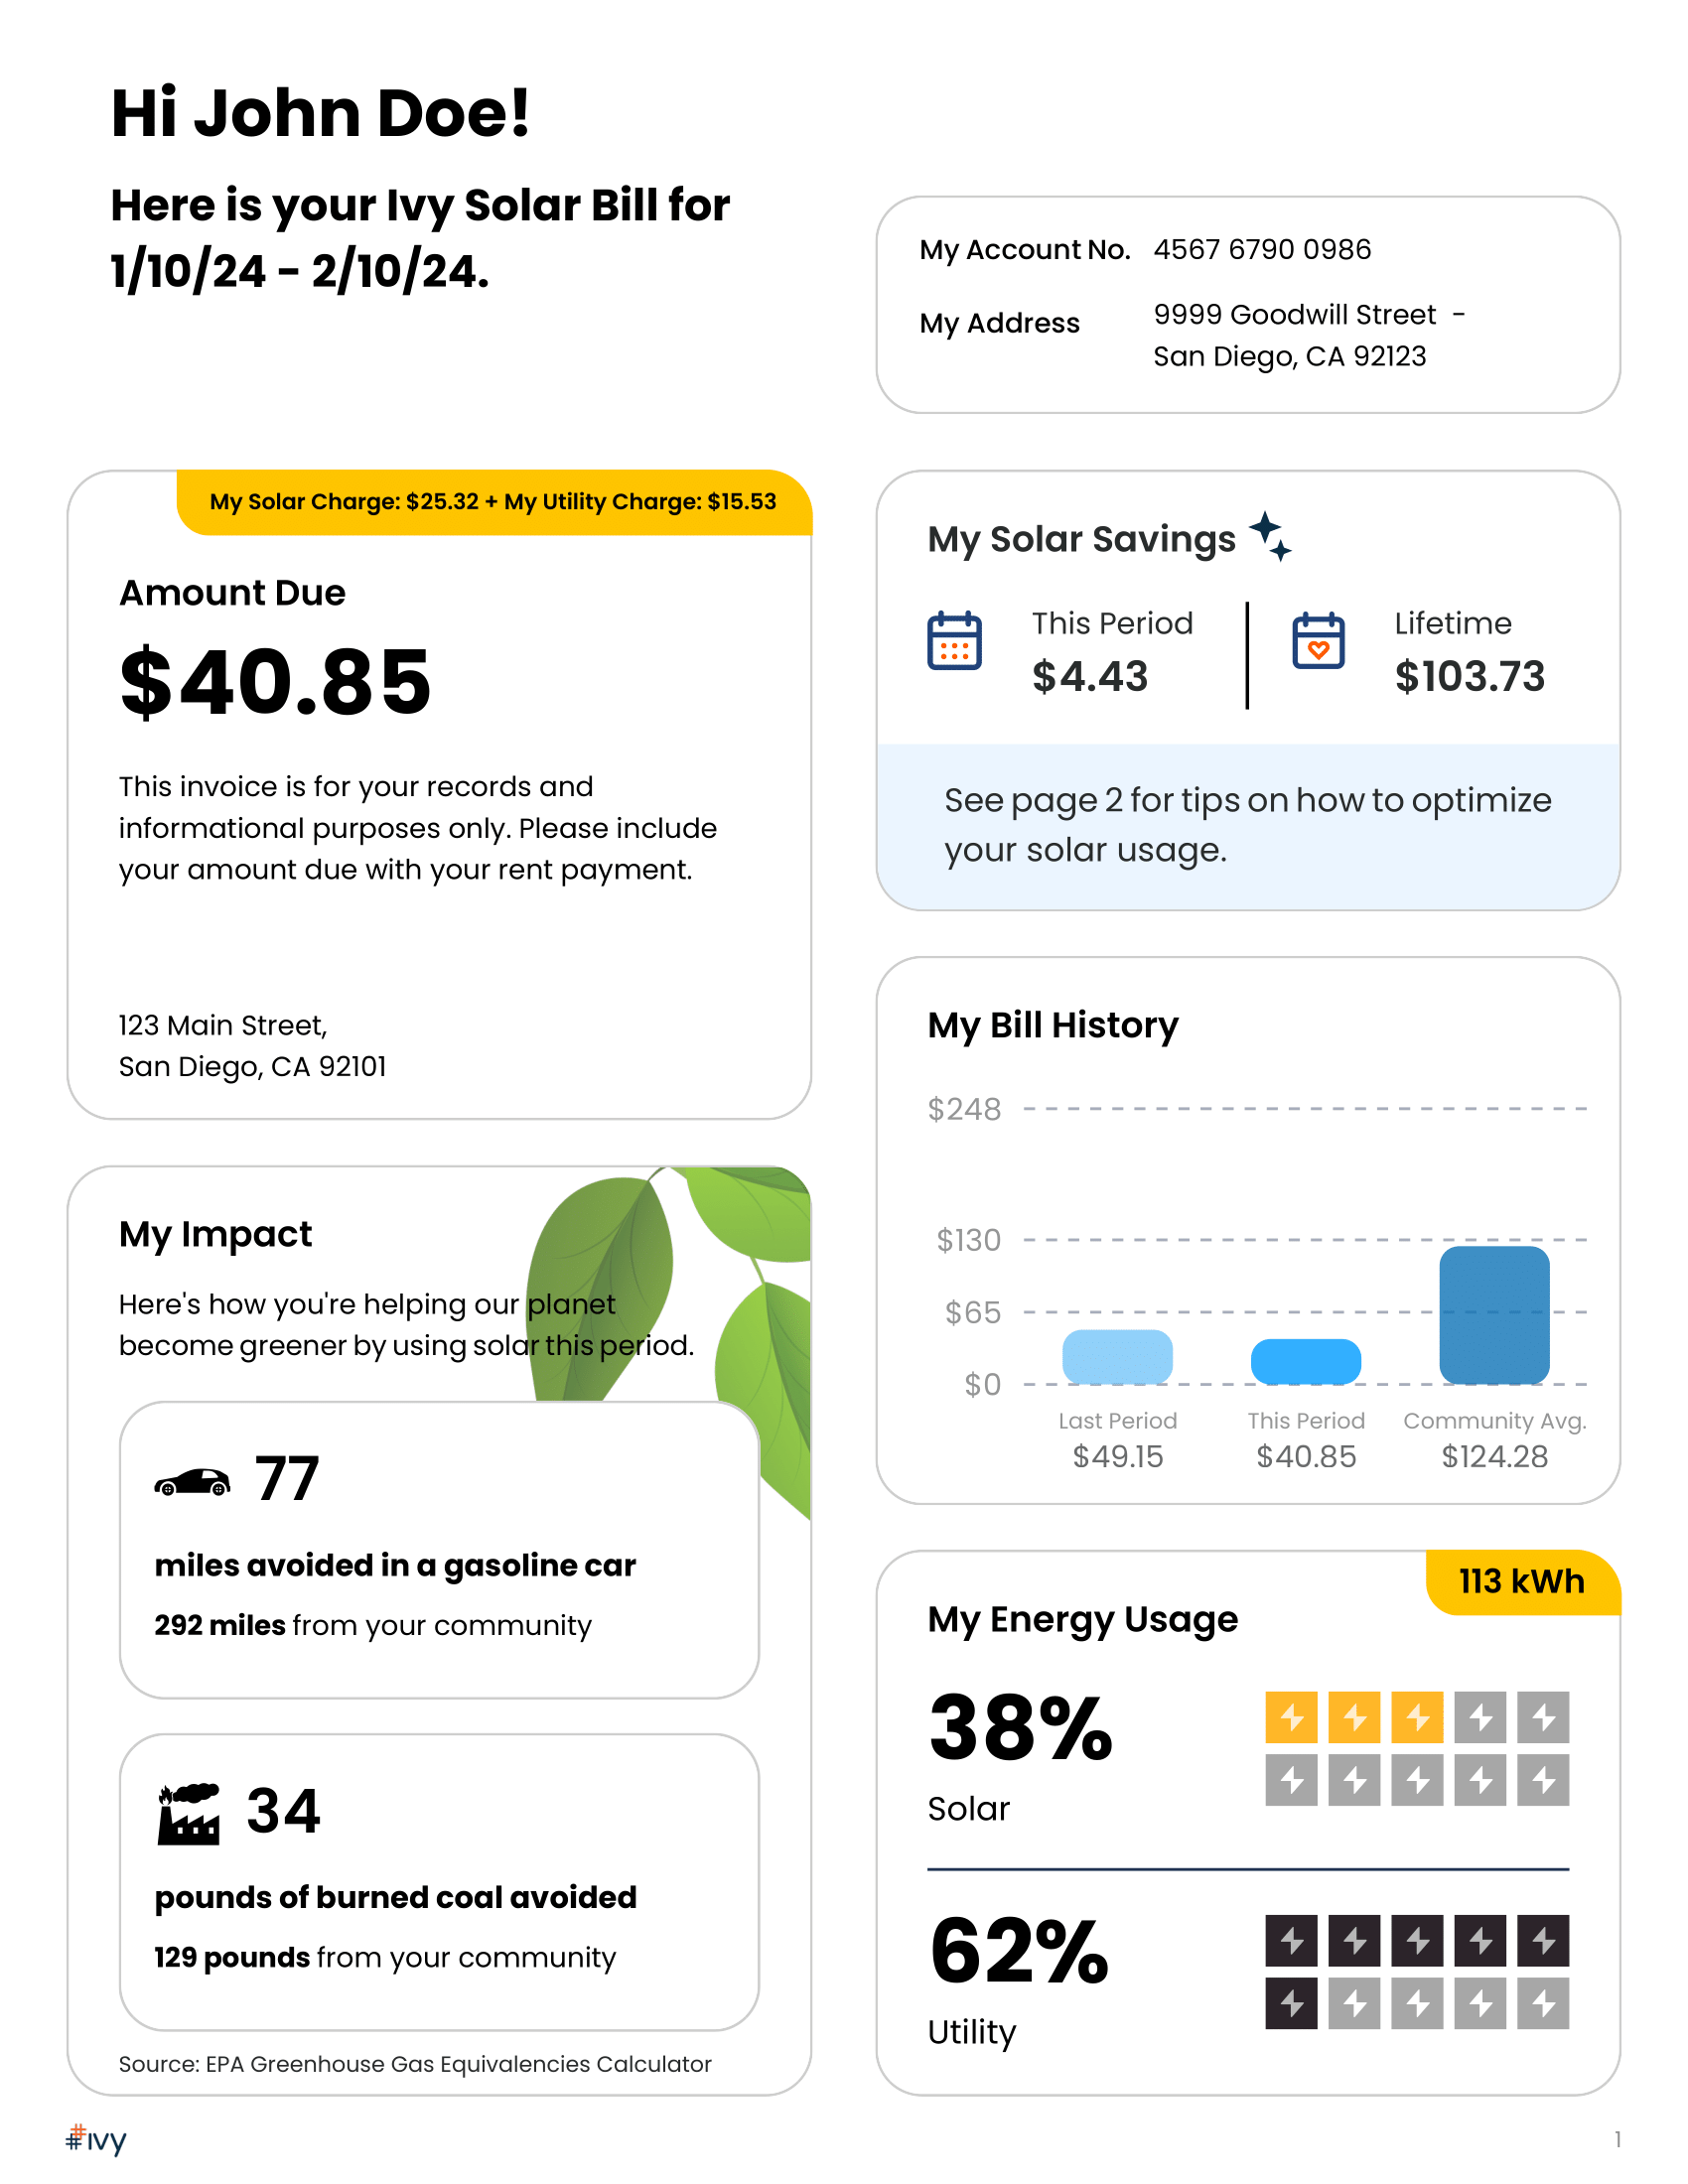 Hi John Doe!
Here is your Ivy Solar Bill for
1/10/24 - 2/10/24.
My Account No. 4567 6790 0986
My Address
9999 Goodwill Street -
San Diego, CA 92123
My Solar Charge: $25.32 + My Utility Charge: $15.53
Amount Due
$40.85
This invoice is for your records and
informational purposes only. Please include
your amount due with your rent payment.
123 Main Street,
San Diego, CA 92101
My Solar Savings
This Period
$4.43
Lifetime
$103.73
See page 2 for tips on how to optimize
your solar usage.
My Bill History
$248
$130
$65
$0
Last Period
$49.15
This Period
$40.85
Community Avg.
$124.28
My Impact
Here's how you're helping our planet
become greener by using solar this period.
77
miles avoided in a gasoline car
292 miles from your community
34
pounds of burned coal avoided
129 pounds from your community
Source: EPA Greenhouse Gas Equivalencies Calculator
113 kWh
My Energy Usage
38%
Solar
62%
Utility
#ivy
1